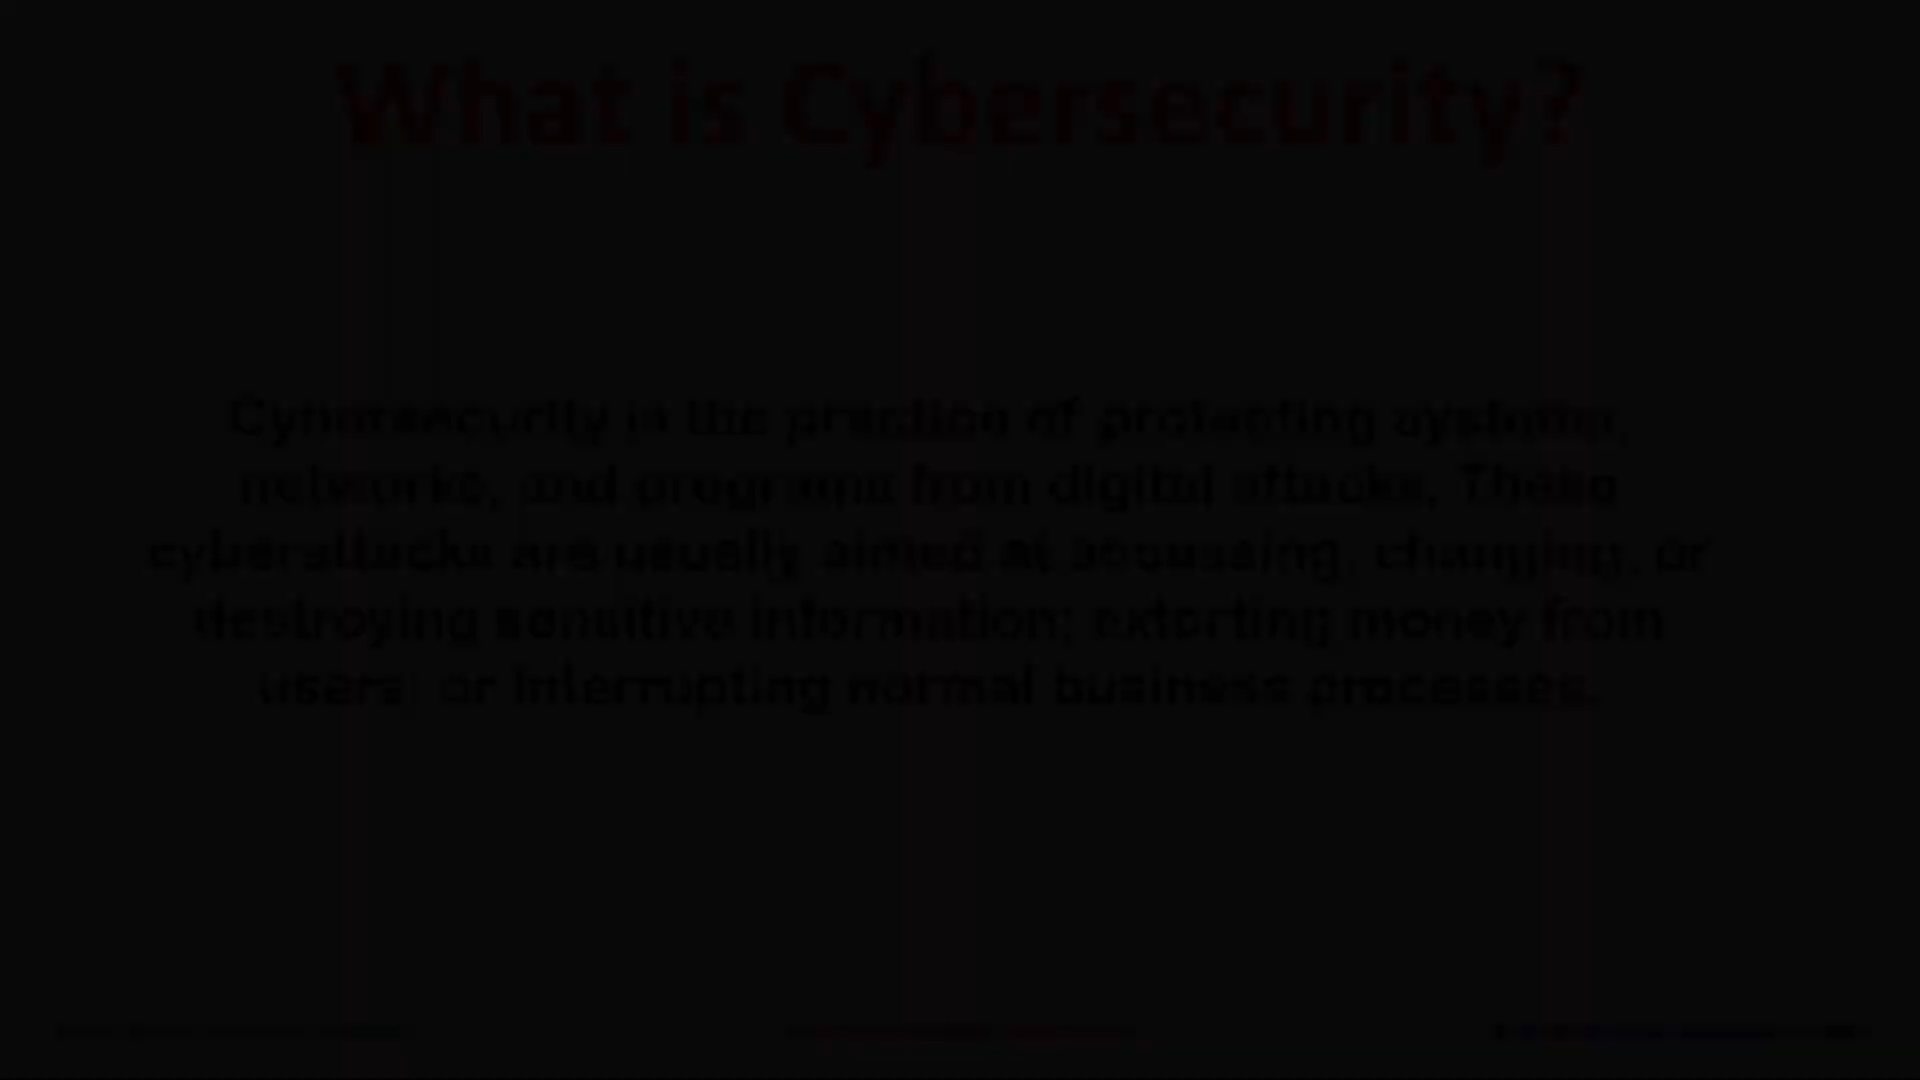 What is Cybersecurity?
Cybersecurity is the practice of protecting systems,
networks, and programs from digital attacks. These
cyberattacks are usually aimed at accessing, changing, or
destroying sensitive information; extorting money from
users; or interrupting normal business processes.